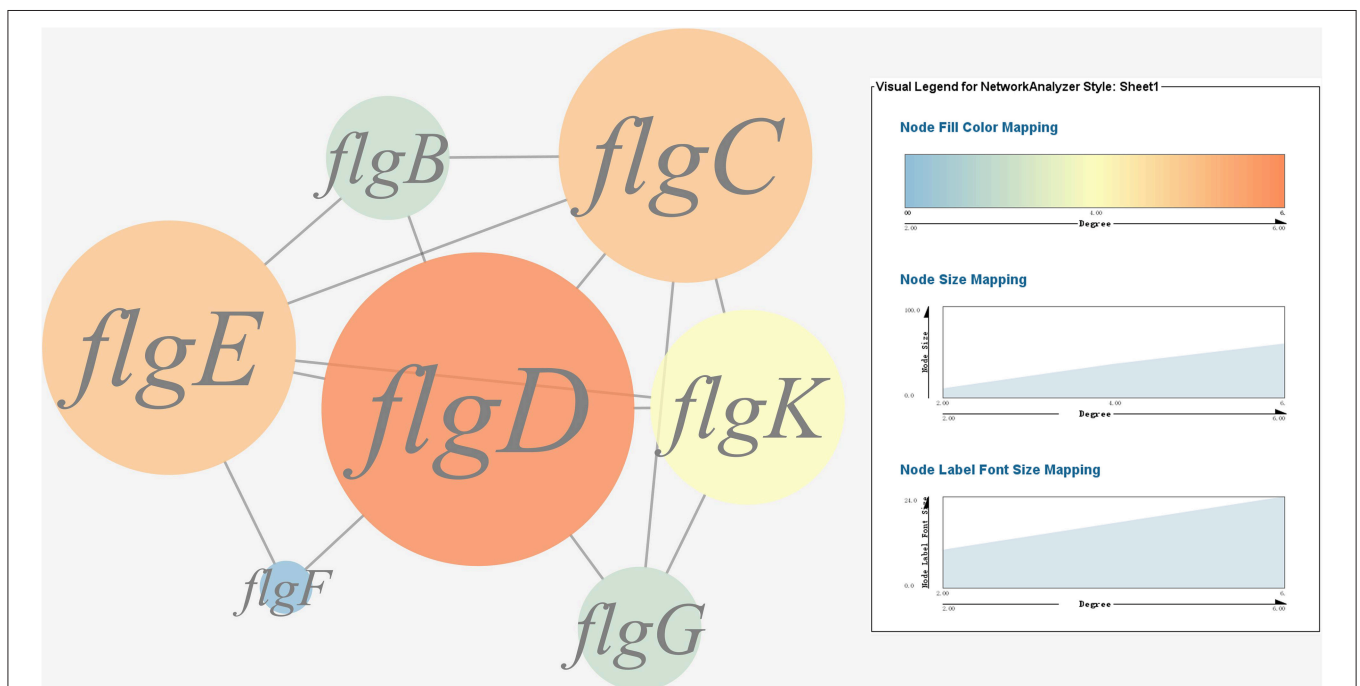 flgB
flgC
flgE
flgD
flgK
flgF
flgG
Visual Legend for NetworkAnalyzer Style: Sheet1
Node Fill Color Mapping
00 4.00 6.
Degree
2.00 6.00
Node Size Mapping
100.0
Node Size
0.0
2.00 4.00 6.
Degree
2.00 6.00
Node Label Font Size Mapping
24.0
Node Label Font Size
0.0
2.00 6.
Degree
2.00 6.00